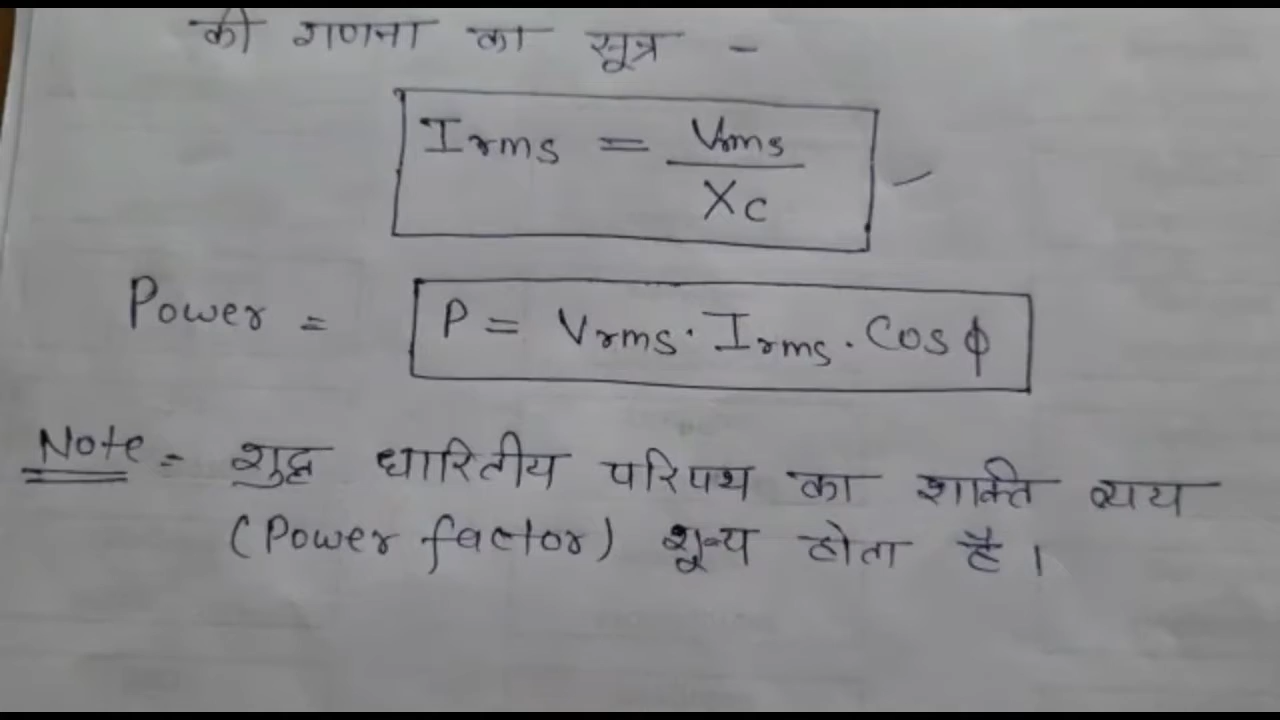 की गणना का सूत्र -
Irms = Vrms / Xc
Power = P = Vrms · Irms · Cos ϕ
Note = शुद्ध धारितीय परिपथ का शक्ति व्यय
(Power factor) शून्य होता है।